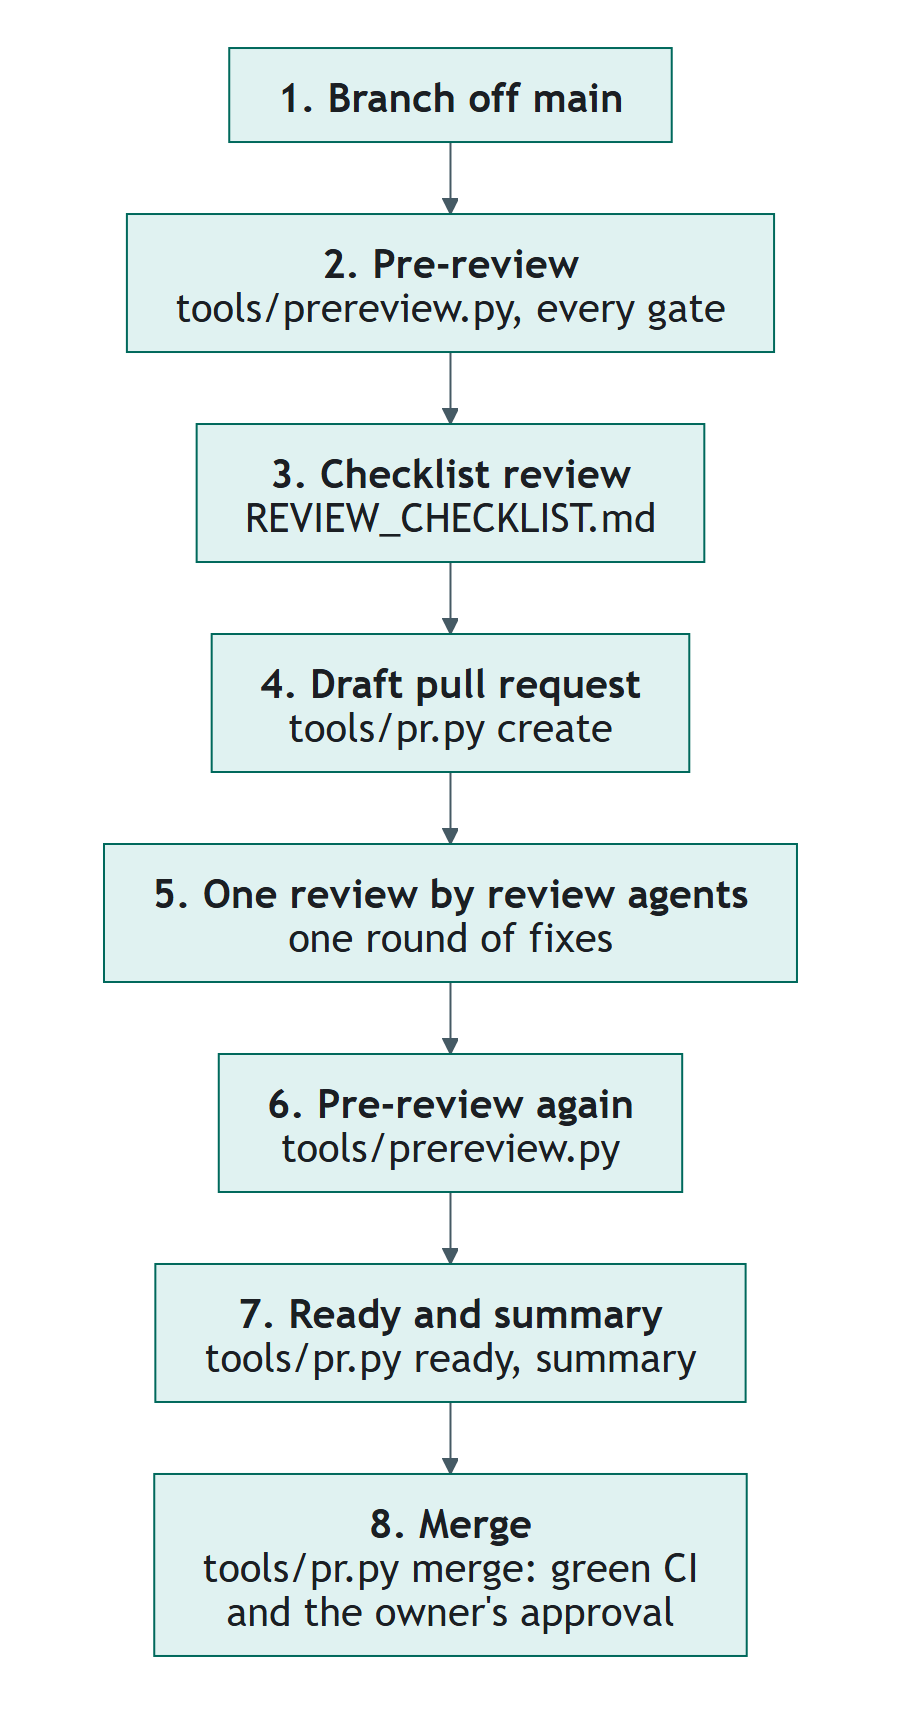 1. Branch off main
2. Pre-review
tools/prereview.py, every gate
3. Checklist review
REVIEW_CHECKLIST.md
4. Draft pull request
tools/pr.py create
5. One review by review agents
one round of fixes
6. Pre-review again
tools/prereview.py
7. Ready and summary
tools/pr.py ready, summary
8. Merge
tools/pr.py merge: green CI
and the owner's approval